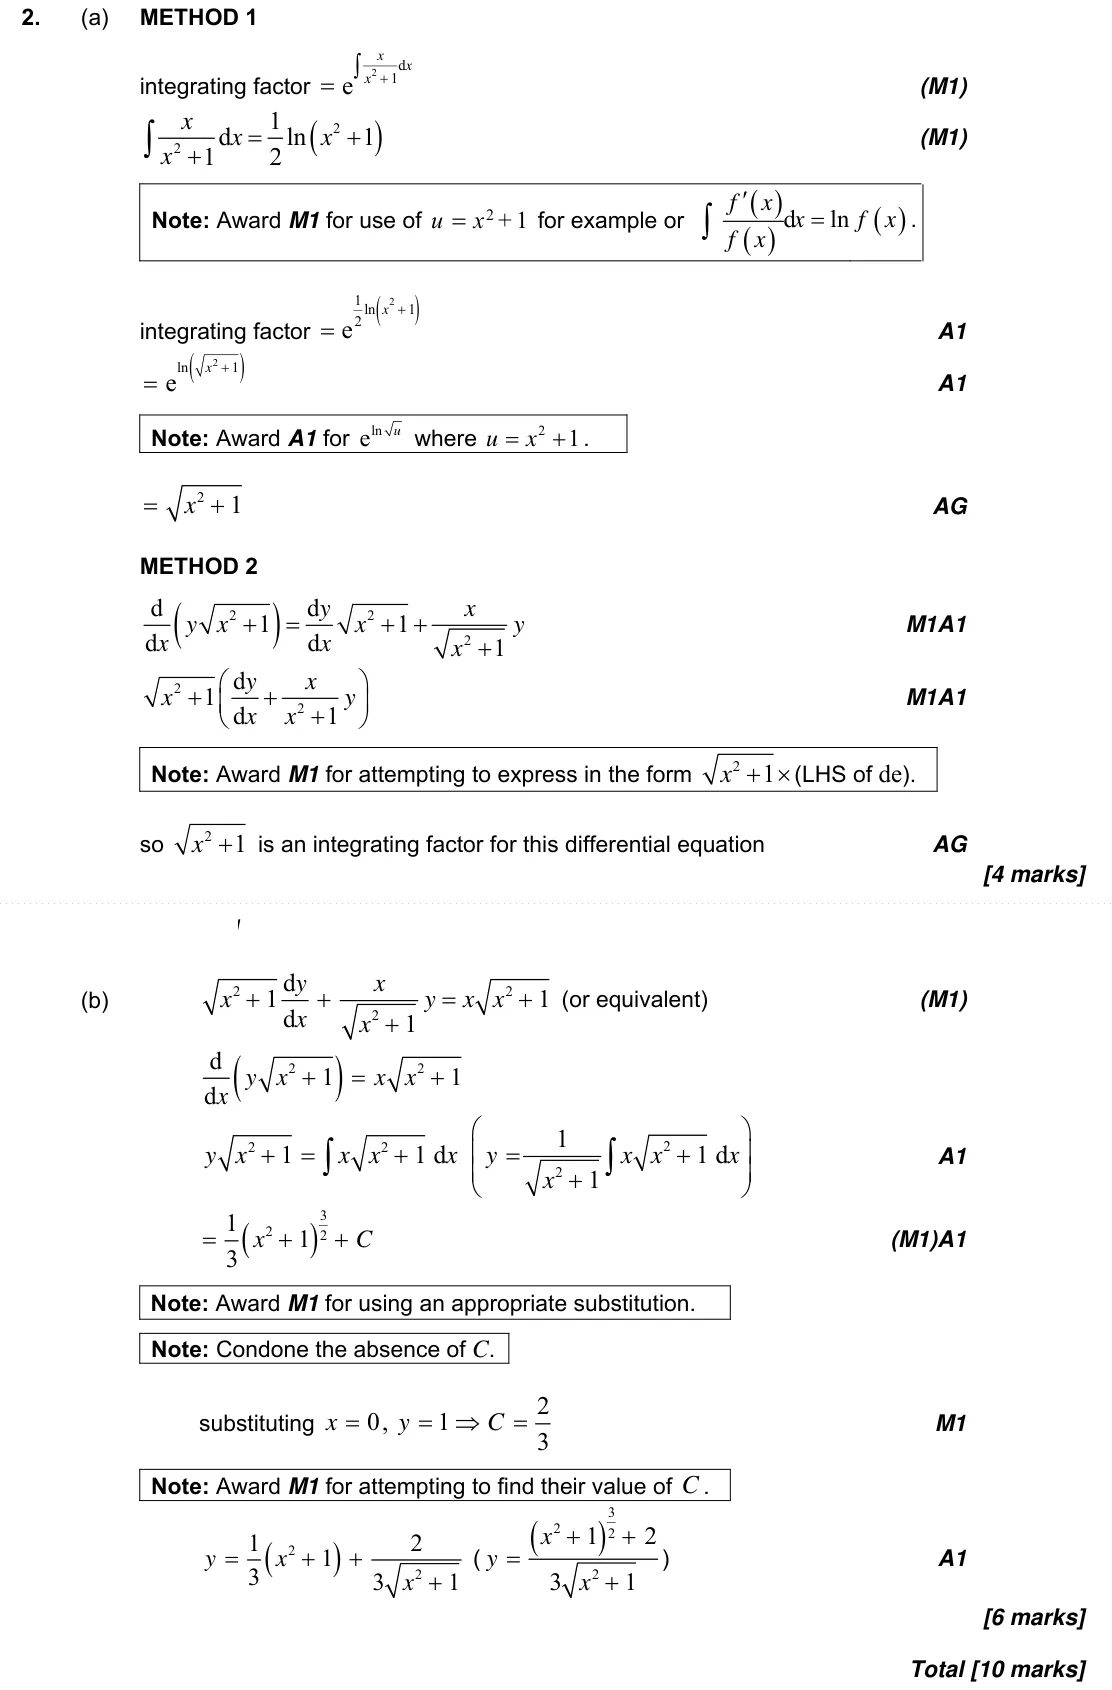 2. (a) METHOD 1
integrating factor = e^{∫ x/(x² + 1) dx} (M1)
∫ x/(x² + 1) dx = 1/2 ln(x² + 1) (M1)
Note: Award M1 for use of u = x² + 1 for example or ∫ f′(x)/f(x) dx = ln f(x).
integrating factor = e^{1/2 ln(x² + 1)} A1
= e^{ln(√(x² + 1))} A1
Note: Award A1 for e^{ln √u} where u = x² + 1.
= √(x² + 1) AG
METHOD 2
d/dx (y√(x² + 1)) = dy/dx √(x² + 1) + x/√(x² + 1) y M1A1
√(x² + 1) (dy/dx + x/(x² + 1) y) M1A1
Note: Award M1 for attempting to express in the form √(x² + 1) × (LHS of de).
so √(x² + 1) is an integrating factor for this differential equation AG
[4 marks]
(b) √(x² + 1) dy/dx + x/√(x² + 1) y = x√(x² + 1) (or equivalent) (M1)
d/dx (y√(x² + 1)) = x√(x² + 1)
y√(x² + 1) = ∫ x√(x² + 1) dx (y = 1/√(x² + 1) ∫ x√(x² + 1) dx) A1
= 1/3 (x² + 1)^{3/2} + C (M1)A1
Note: Award M1 for using an appropriate substitution.
Note: Condone the absence of C.
substituting x = 0, y = 1 ⇒ C = 2/3 M1
Note: Award M1 for attempting to find their value of C.
y = 1/3 (x² + 1) + 2/(3√(x² + 1)) (y = ((x² + 1)^{3/2} + 2)/(3√(x² + 1))) A1
[6 marks]
Total [10 marks]